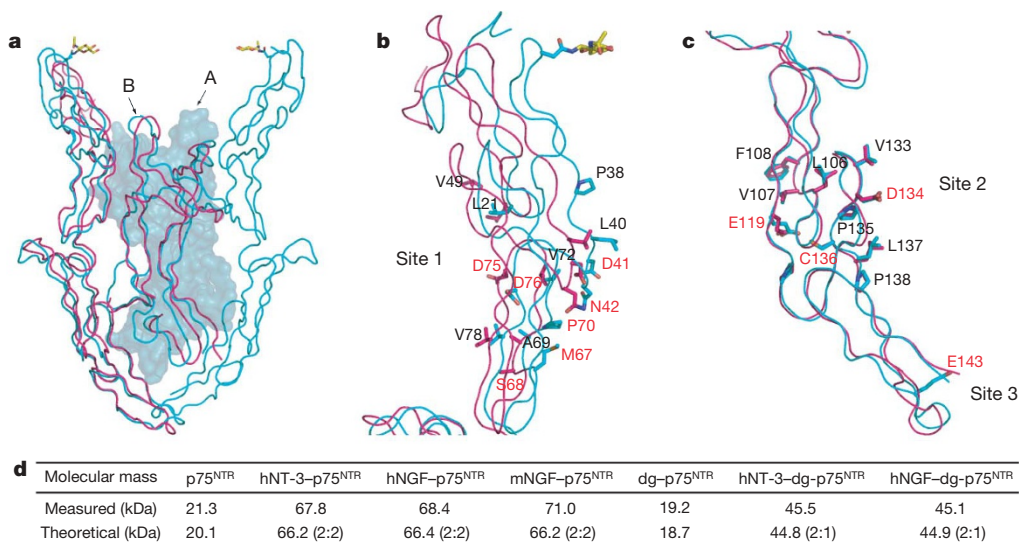 a
B
A
b
P38
V49
L21
L40
Site 1
V72
D41
D75
D76
N42
P70
V78
A69
M67
S68
c
V133
F108
L106
Site 2
D134
V107
P135
E119
L137
C136
P138
E143
Site 3
d
Molecular mass p75NTR hNT-3–p75NTR hNGF–p75NTR mNGF–p75NTR dg–p75NTR hNT-3–dg-p75NTR hNGF–dg-p75NTR
Measured (kDa) 21.3 67.8 68.4 71.0 19.2 45.5 45.1
Theoretical (kDa) 20.1 66.2 (2:2) 66.4 (2:2) 66.2 (2:2) 18.7 44.8 (2:1) 44.9 (2:1)